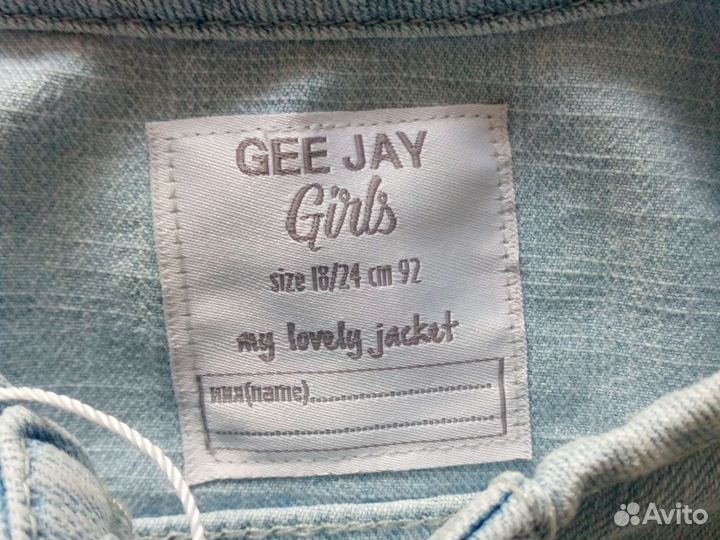 GEE JAY
Girls
size 18/24 cm 92
my lovely jacket
имя(name)
Avito